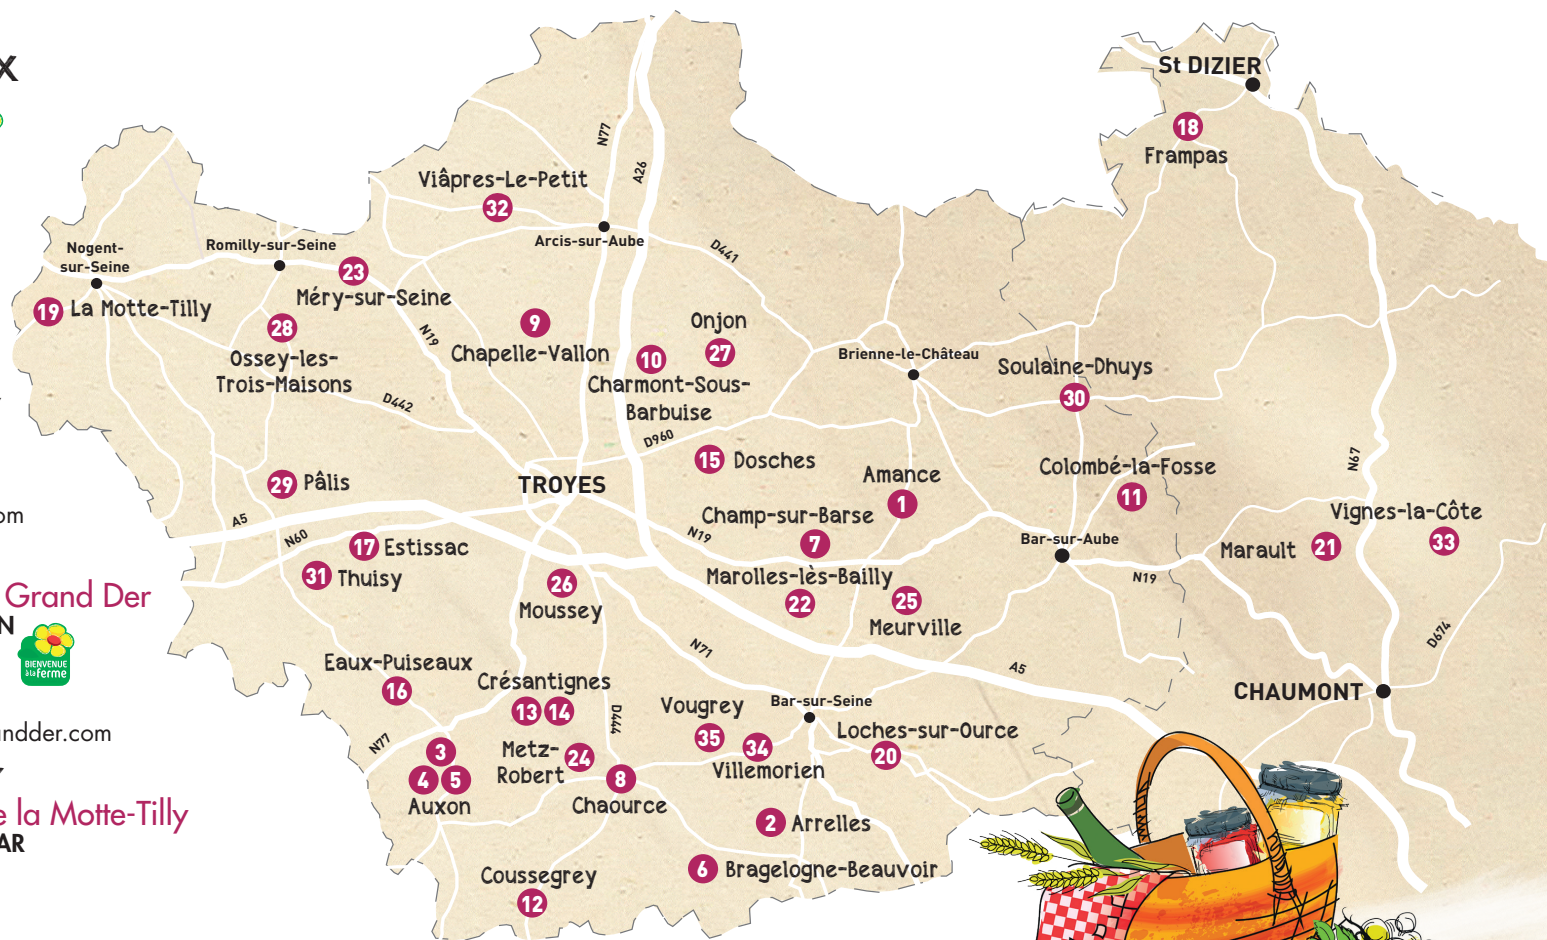 X
om
Grand Der
N
BIENVENUE
à la ferme
andder.com
e la Motte-Tilly
AR
St DIZIER
18
Frampas
N77
A26
Viâpres-Le-Petit
32
Arcis-sur-Aube
D441
Nogent-
sur-Seine
Romilly-sur-Seine
23
Méry-sur-Seine
19 La Motte-Tilly
28
Ossey-les-
Trois-Maisons
N19
9
Chapelle-Vallon
10
Charmont-Sous-
Barbuise
Onjon
27
Brienne-le-Château
Soulaine-Dhuys
30
D442
D960
15 Dosches
29 Pâlis
TROYES
Amance
1
Colombé-la-Fosse
11
N67
Champ-sur-Barse
7
Vignes-la-Côte
33
Marault 21
A5
N60
17 Estissac
31 Thuisy
N19
Bar-sur-Aube
N19
26
Moussey
Marolles-lès-Bailly
22
25
Meurville
D674
N71
A5
Eaux-Puiseaux
16
Crésantignes
13 14
D444
CHAUMONT
Vougrey
35
Bar-sur-Seine
34
Villemorien
Loches-sur-Ource
20
N77
3
4 5
Auxon
Metz-
Robert
24
8
Chaource
2 Arrelles
6 Bragelogne-Beauvoir
Coussegrey
12